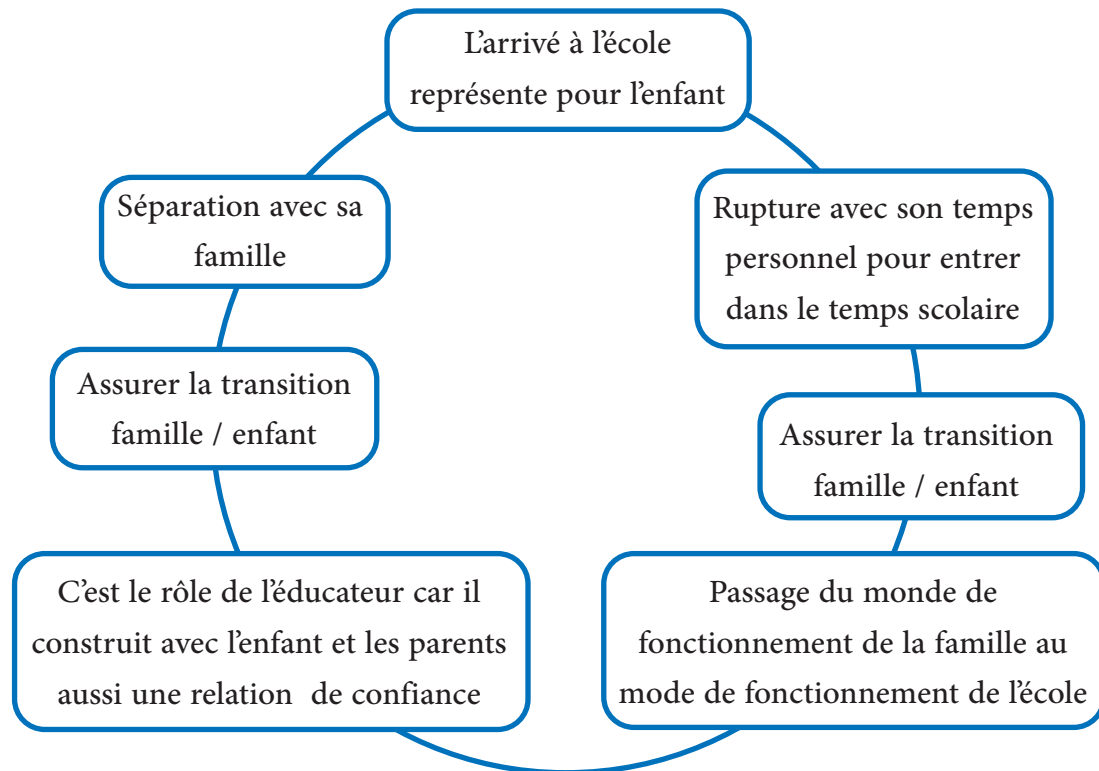 L'arrivé à l'école
représente pour l'enfant
Séparation avec sa
famille
Rupture avec son temps
personnel pour entrer
dans le temps scolaire
Assurer la transition
famille / enfant
Assurer la transition
famille / enfant
C'est le rôle de l'éducateur car il
construit avec l'enfant et les parents
aussi une relation de confiance
Passage du monde de
fonctionnement de la famille au
mode de fonctionnement de l'école